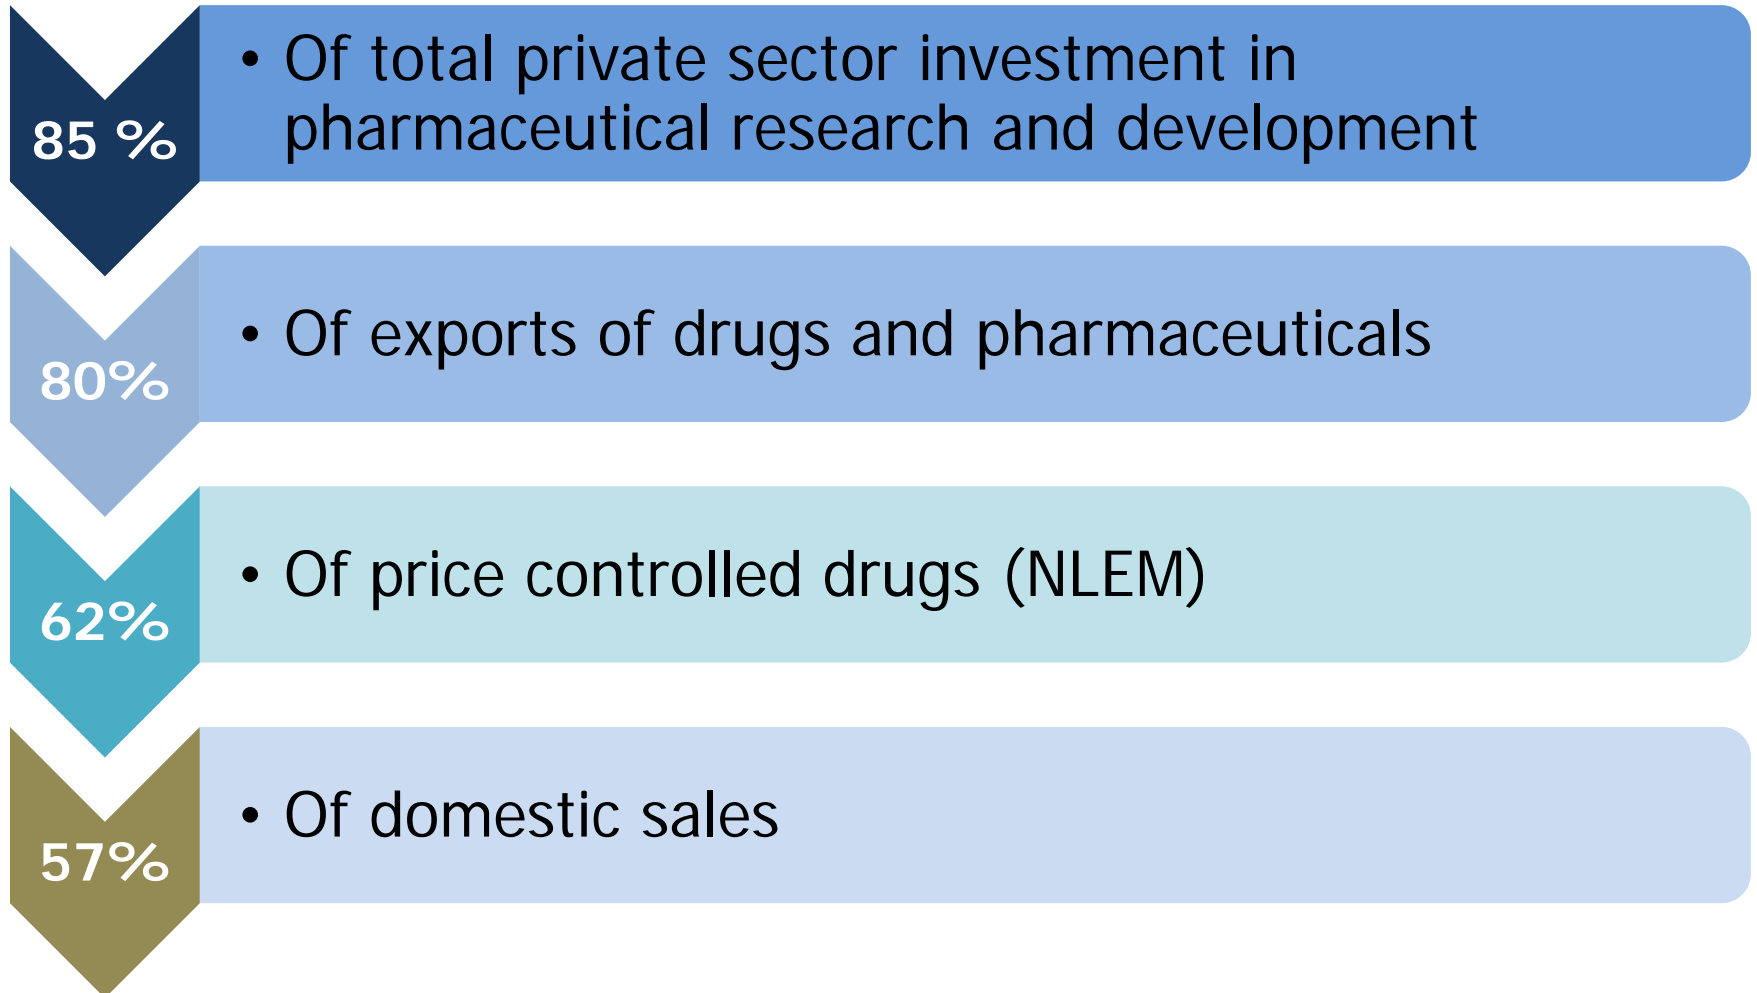 85 %
• Of total private sector investment in
pharmaceutical research and development
80%
• Of exports of drugs and pharmaceuticals
62%
• Of price controlled drugs (NLEM)
57%
• Of domestic sales